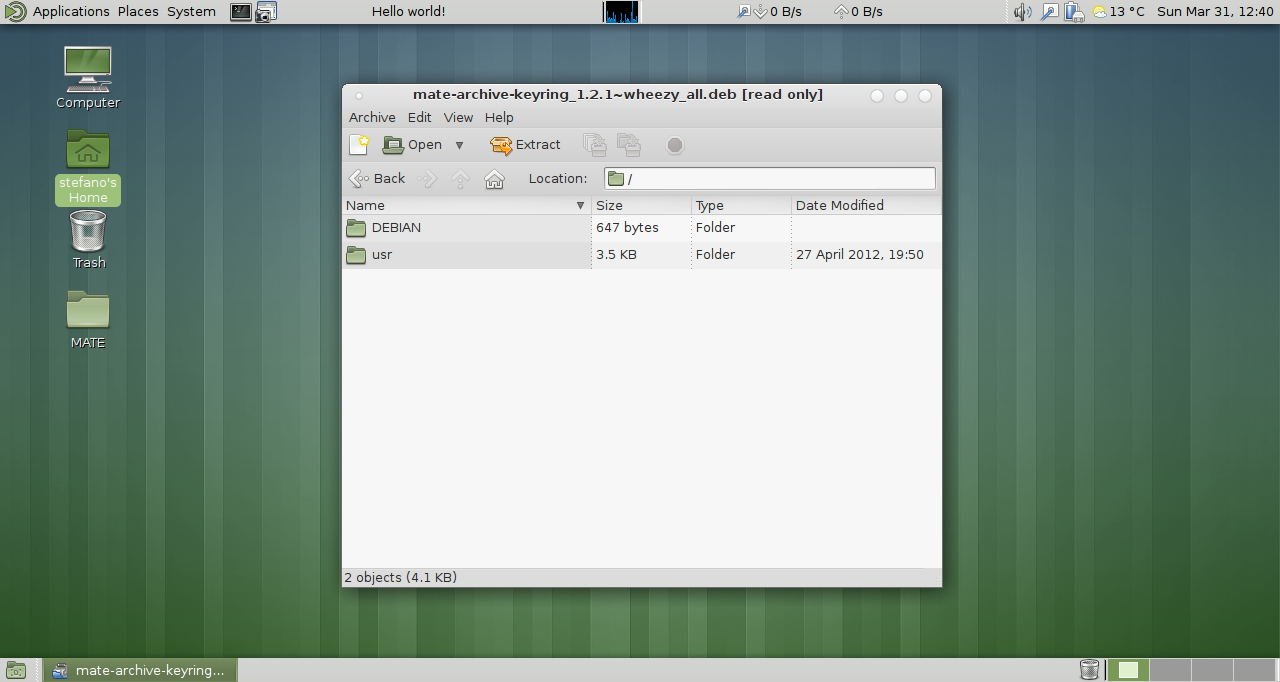 Applications Places System Hello world! 0 B/s 0 B/s 13 °C Sun Mar 31, 12:40
Computer
stefano's
Home
Trash
MATE
mate-archive-keyring_1.2.1~wheezy_all.deb [read only]
Archive Edit View Help
Open Extract
Back Location: /
Name Size Type Date Modified
DEBIAN 647 bytes Folder
usr 3.5 KB Folder 27 April 2012, 19:50
2 objects (4.1 KB)
mate-archive-keyring...